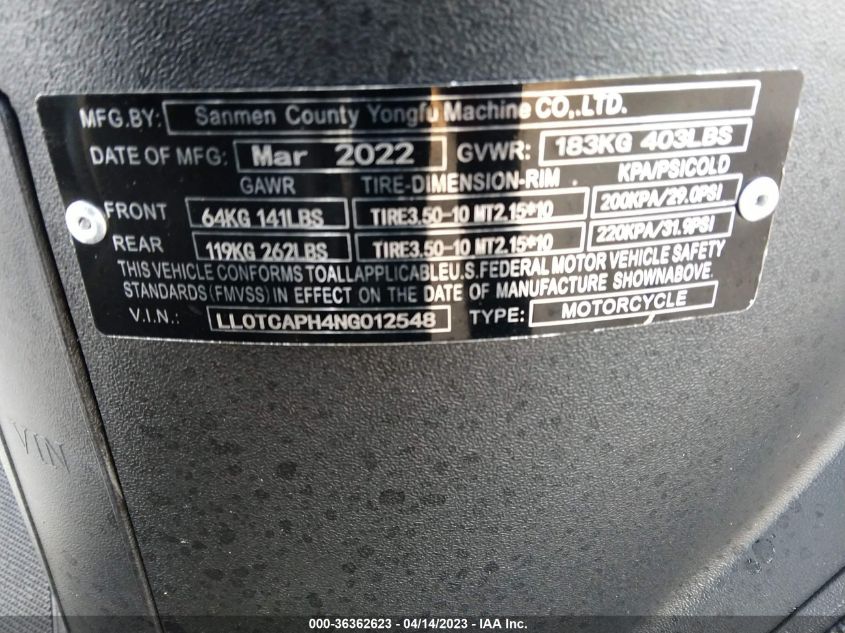 MFG.BY: Sanmen County Yongfu Machine CO,.LTD.
DATE OF MFG: Mar 2022 GVWR: 183KG 403LBS
GAWR TIRE-DIMENSION-RIM KPA/PSICOLD
FRONT 64KG 141LBS TIRE3.50-10 MT2.15*10 200KPA/29.0PSI
REAR 119KG 262LBS TIRE3.50-10 MT2.15*10 220KPA/31.9PSI
THIS VEHICLE CONFORMS TOALLAPPLICABLEU.S.FEDERAL MOTOR VEHICLE SAFETY
STANDARDS (FMVSS) IN EFFECT ON THE DATE OF MANUFACTURE SHOWNABOVE.
V.I.N.: LL0TCAPH4NG012548 TYPE: MOTORCYCLE
VIN
000-36362623 - 04/14/2023 - © IAA Inc.